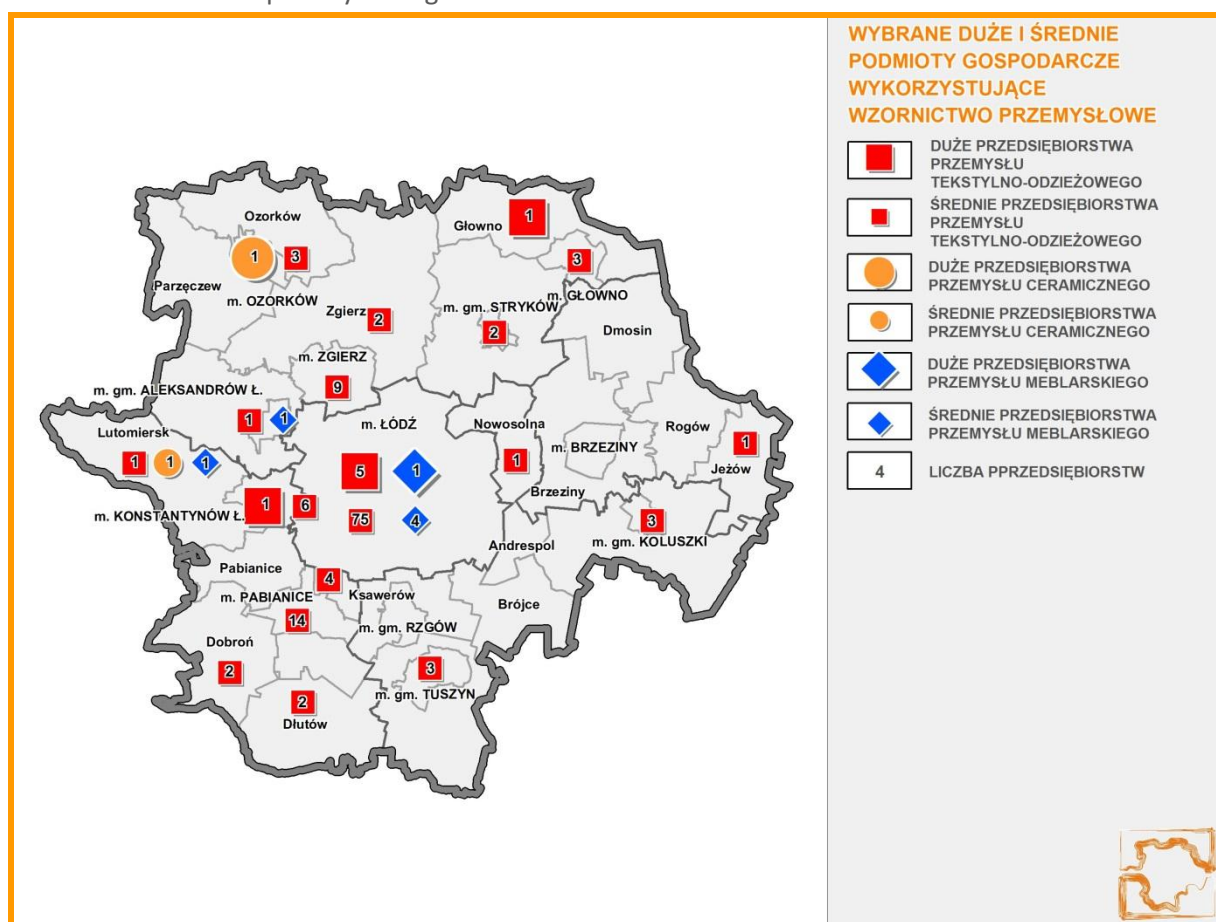 WYBRANE DUŻE I ŚREDNIE
PODMIOTY GOSPODARCZE
WYKORZYSTUJĄCE
WZORNICTWO PRZEMYSŁOWE
DUŻE PRZEDSIĘBIORSTWA
PRZEMYSŁU
TEKSTYLNO-ODZIEŻOWEGO
ŚREDNIE PRZEDSIĘBIORSTWA
PRZEMYSŁU
TEKSTYLNO-ODZIEŻOWEGO
DUŻE PRZEDSIĘBIORSTWA
PRZEMYSŁU CERAMICZNEGO
ŚREDNIE PRZEDSIĘBIORSTWA
PRZEMYSŁU CERAMICZNEGO
DUŻE PRZEDSIĘBIORSTWA
PRZEMYSŁU MEBLARSKIEGO
ŚREDNIE PRZEDSIĘBIORSTWA
PRZEMYSŁU MEBLARSKIEGO
4 LICZBA PPRZEDSIĘBIORSTW
Ozorków
1 3
Parzęczew
m. OZORKÓW
Głowno 1
3
m. GŁOWNO
Zgierz 2
m. gm. STRYKÓW
2
Dmosin
m. ZGIERZ
9
m. gm. ALEKSANDRÓW Ł.
1 1
Lutomiersk
1 1 1
m. ŁÓDŹ
5 1
75 4
Nowosolna
1
m. BRZEZINY
Brzeziny
Rogów
1
Jeżów
m. KONSTANTYNÓW Ł.
1 6
3
m. gm. KOLUSZKI
Andrespol
Pabianice
4
m. PABIANICE
14
Ksawerów
m. gm. RZGÓW
Brójce
Dobroń
2
3
m. gm. TUSZYN
2
Dłutów